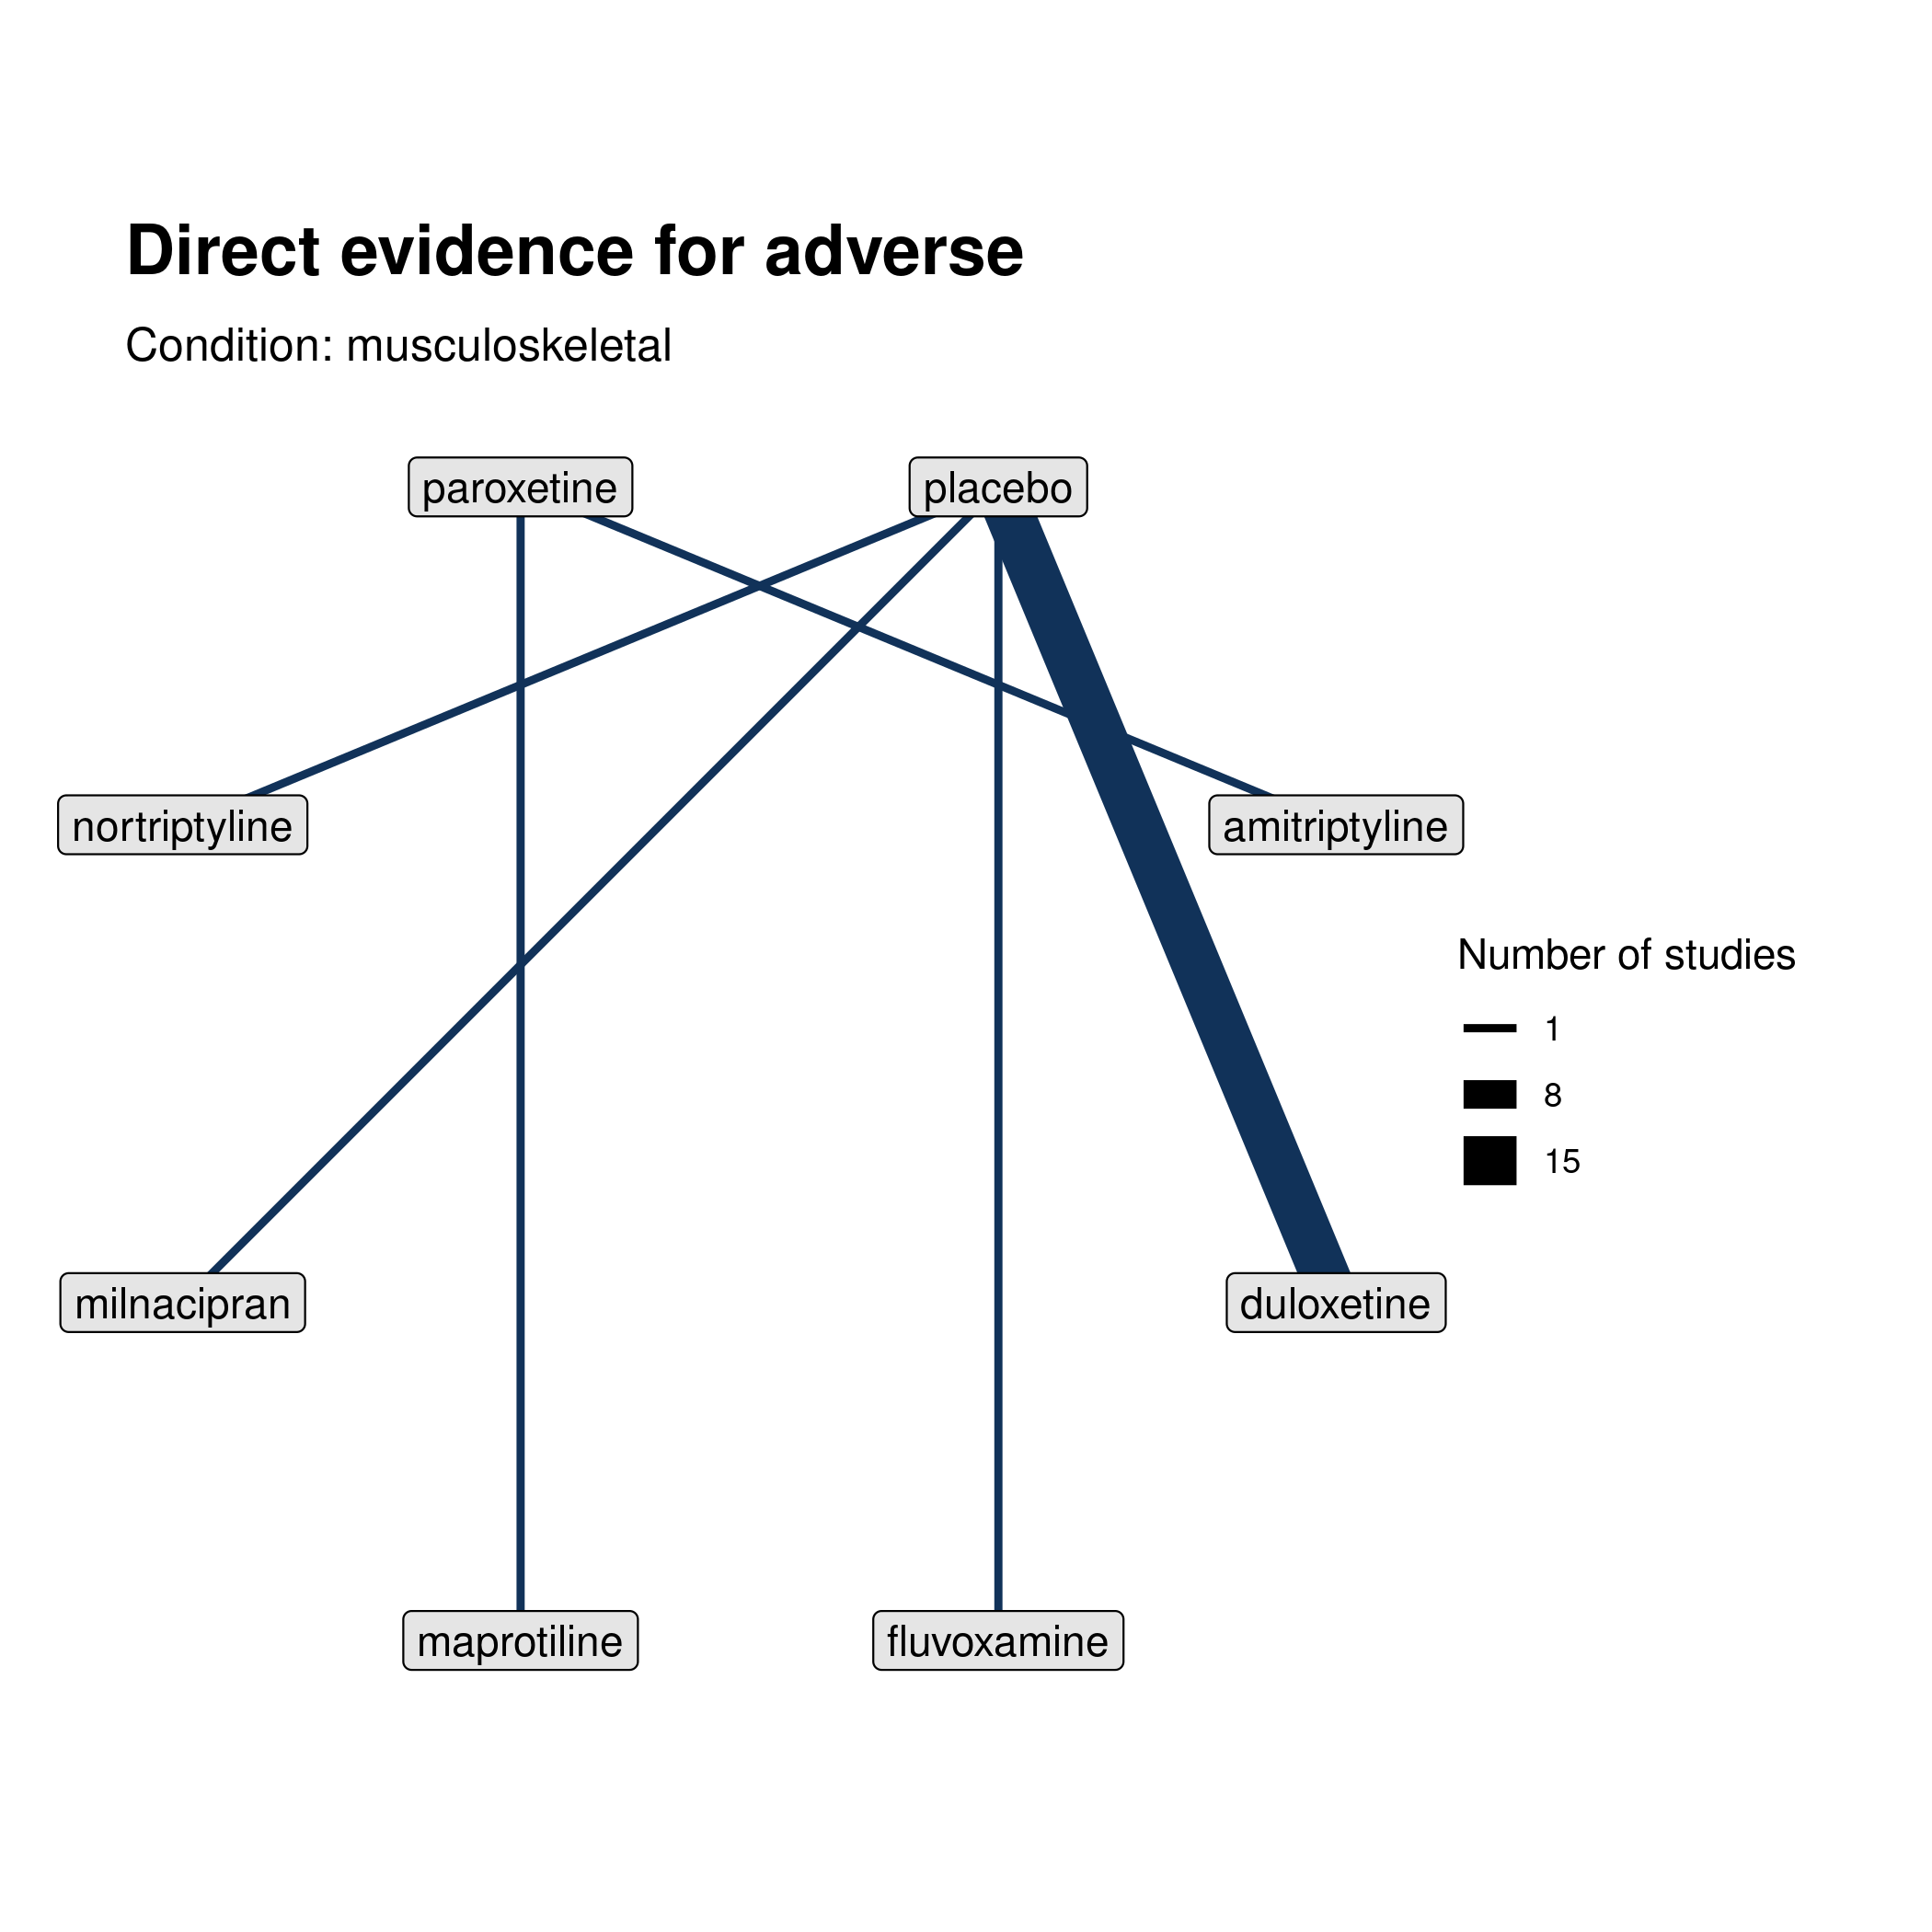 Direct evidence for adverse
Condition: musculoskeletal
paroxetine
placebo
nortriptyline
amitriptyline
Number of studies
1
8
15
milnacipran
duloxetine
maprotiline
fluvoxamine